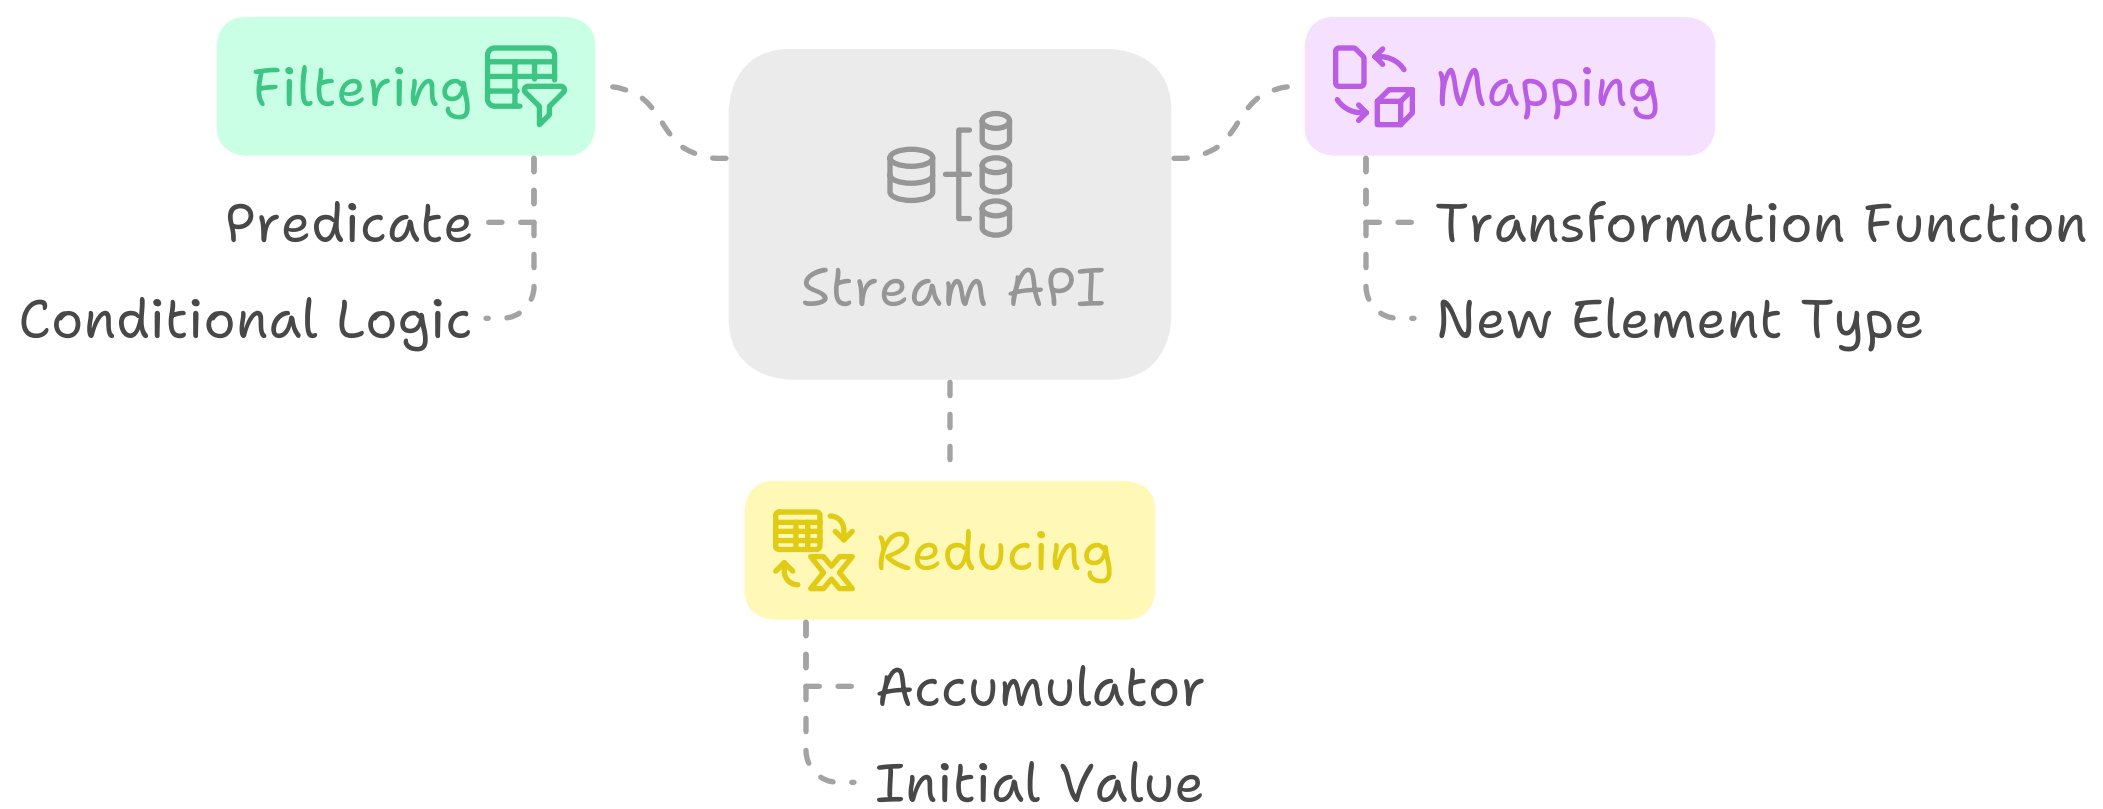 Filtering
Predicate
Conditional Logic
Stream API
Mapping
Transformation Function
New Element Type
Reducing
Accumulator
Initial Value